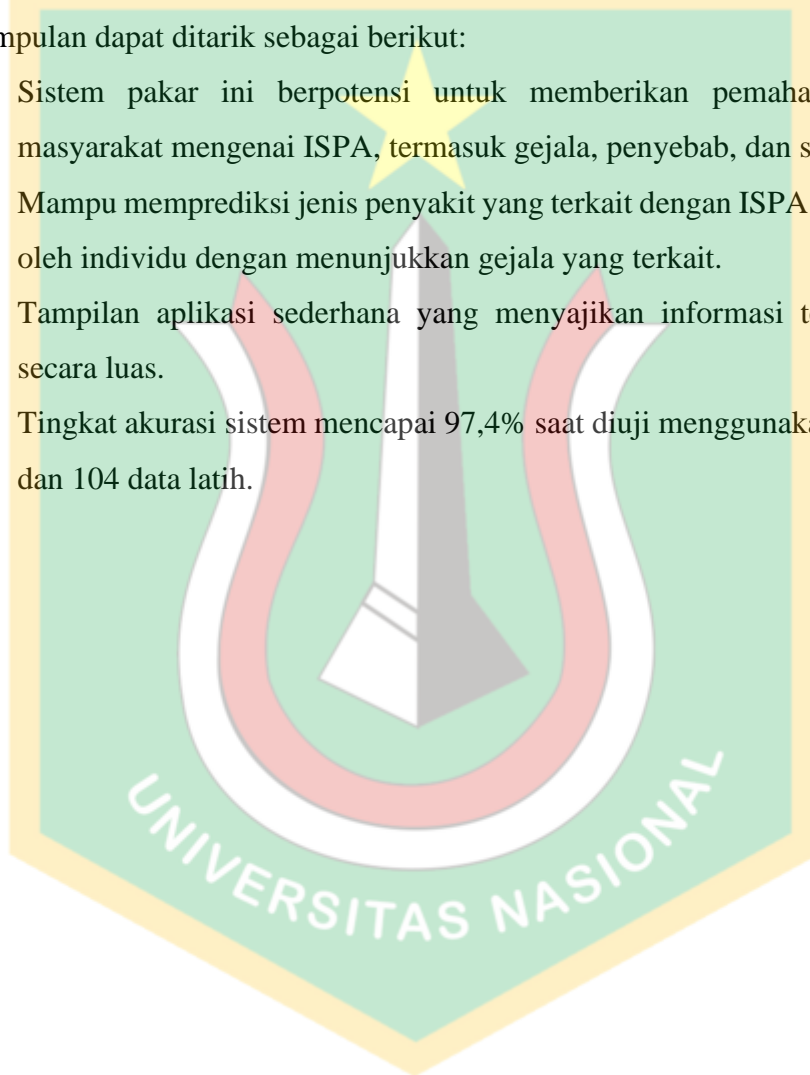 mpulan dapat ditarik sebagai berikut:
Sistem pakar ini berpotensi untuk memberikan pemaha
masyarakat mengenai ISPA, termasuk gejala, penyebab, dan s
Mampu memprediksi jenis penyakit yang terkait dengan ISPA
oleh individu dengan menunjukkan gejala yang terkait.
Tampilan aplikasi sederhana yang menyajikan informasi te
secara luas.
Tingkat akurasi sistem mencapai 97,4% saat diuji menggunaka
dan 104 data latih.
UNIVERSITAS NASIONAL